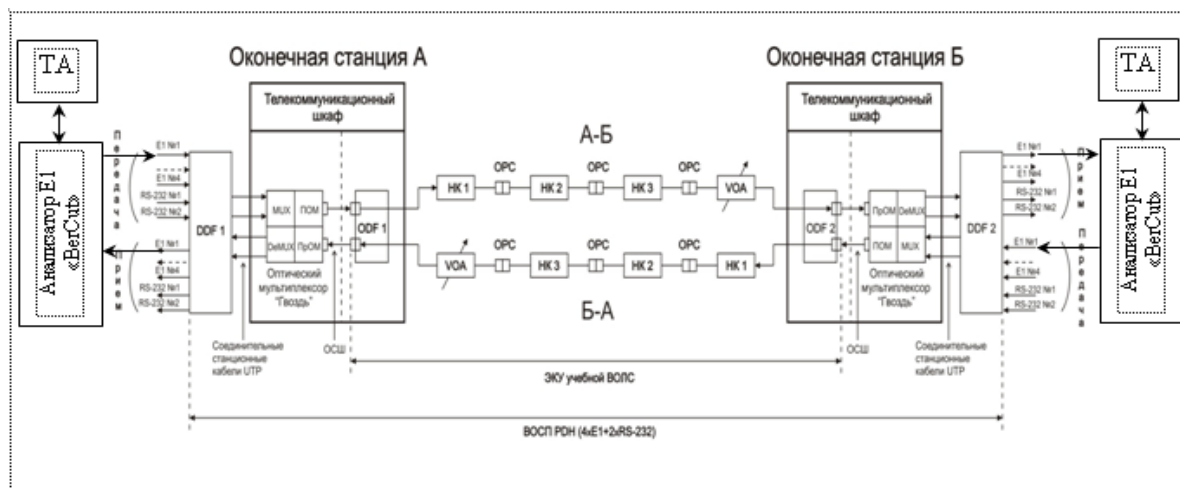 Оконечная станция А
Оконечная станция Б
ТА
ТА
Телекоммуникационный
шкаф
Телекоммуникационный
шкаф
А-Б
Передача
Е1 №1
Е1 №4
RS-232 №1
RS-232 №2
Прием
Е1 №1
Е1 №4
RS-232 №1
RS-232 №2
Анализатор Е1
«BerCut»
DDF 1
MUX
ПОМ
DeMUX
ПрОМ
Оптический
мультиплексор
"Гвоздь"
ODF 1
НК 1
ОРС
НК 2
ОРС
НК 3
ОРС
VOA
VOA
ОРС
НК 3
ОРС
НК 2
ОРС
НК 1
Б-А
ODF 2
ПрОМ
DeMUX
ПОМ
MUX
Оптический
мультиплексор
"Гвоздь"
DDF 2
Е1 №1
Е1 №4
RS-232 №1
RS-232 №2
Прием
Е1 №1
Е1 №4
RS-232 №1
RS-232 №2
Передача
Анализатор Е1
«BerCut»
Соединительные
станционные
кабели UTP
ОСШ
ОСШ
Соединительные
станционные
кабели UTP
ЭКУ учебной ВОЛС
ВОСП PDH (4хЕ1+2хRS-232)